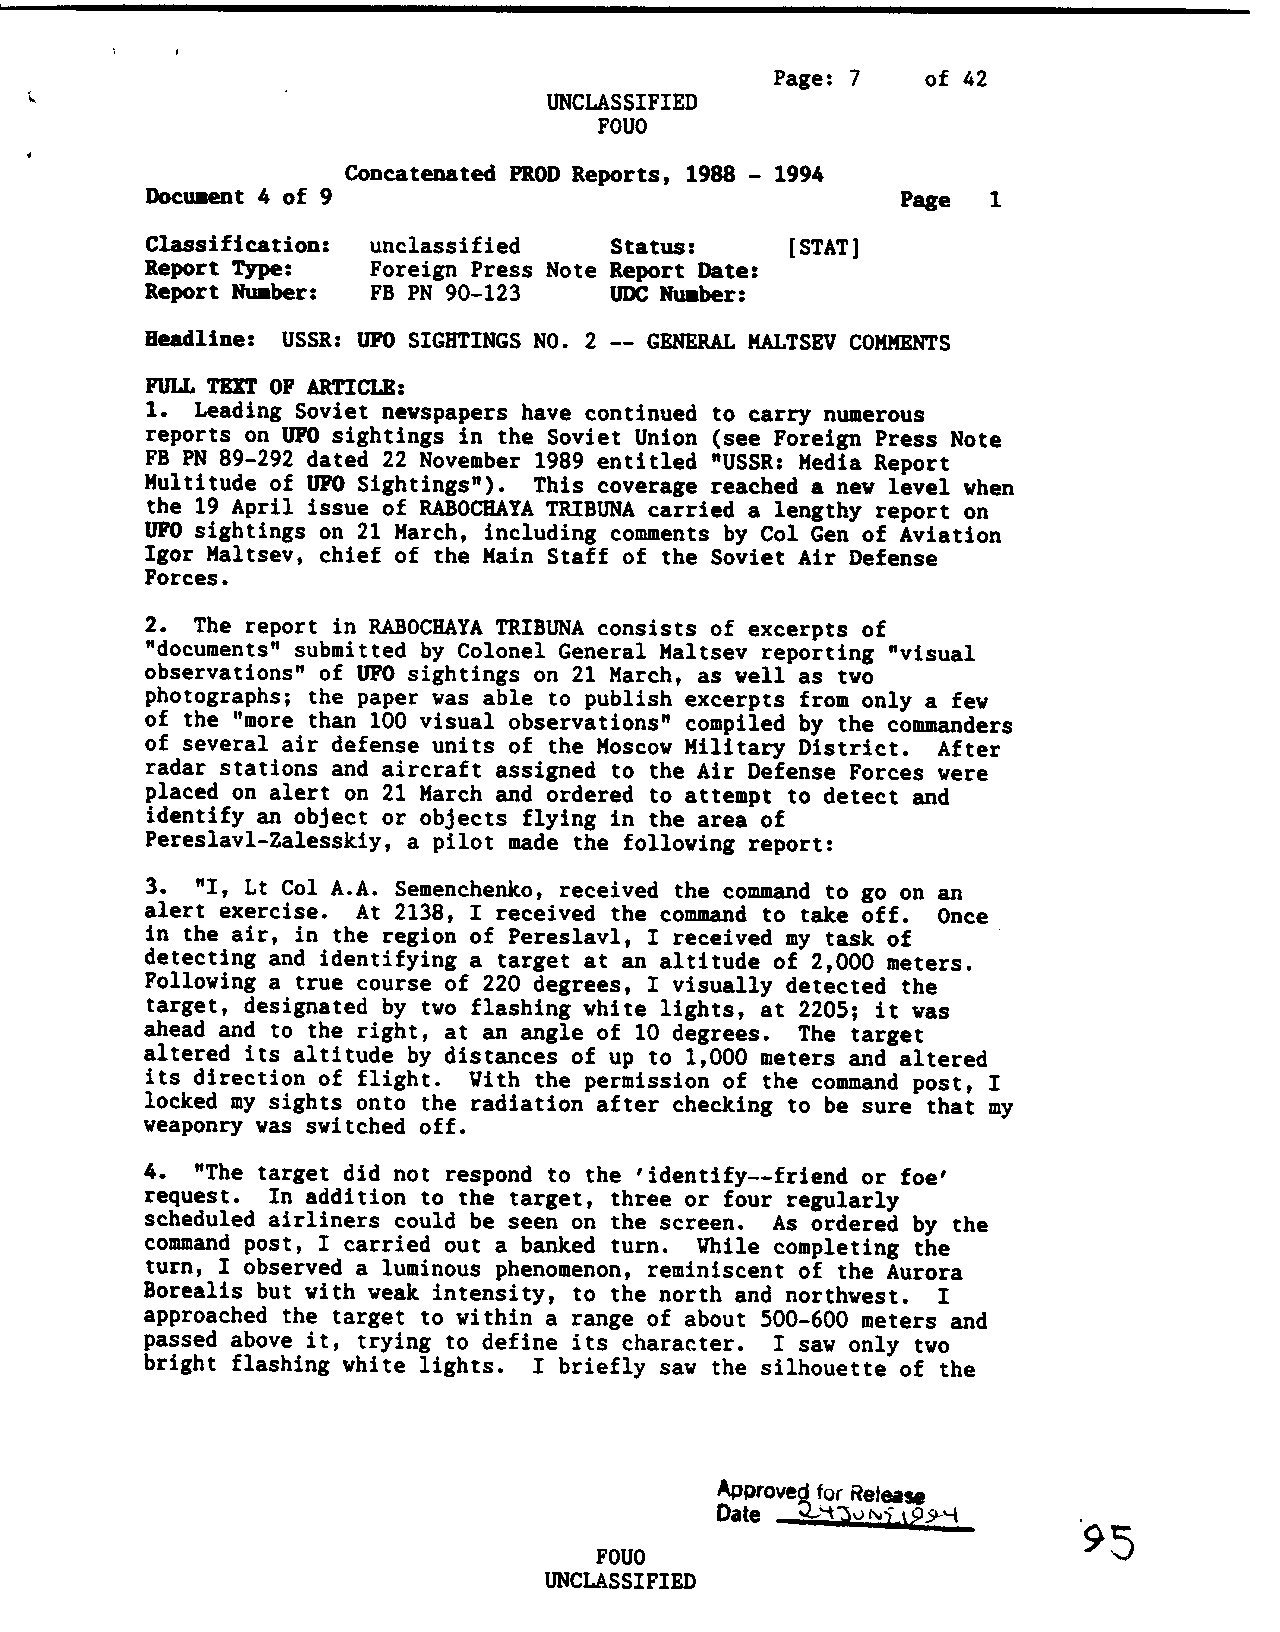 Page: 7 of 42
UNCLASSIFIED
FOUO
Concatenated PROD Reports, 1988 - 1994
Document 4 of 9 Page 1
Classification: unclassified Status: [STAT]
Report Type: Foreign Press Note Report Date:
Report Number: FB PN 90-123 UDC Number:
Headline: USSR: UFO SIGHTINGS NO. 2 -- GENERAL MALTSEV COMMENTS
FULL TEXT OF ARTICLE:
1. Leading Soviet newspapers have continued to carry numerous
reports on UFO sightings in the Soviet Union (see Foreign Press Note
FB PN 89-292 dated 22 November 1989 entitled "USSR: Media Report
Multitude of UFO Sightings"). This coverage reached a new level when
the 19 April issue of RABOCHAYA TRIBUNA carried a lengthy report on
UFO sightings on 21 March, including comments by Col Gen of Aviation
Igor Maltsev, chief of the Main Staff of the Soviet Air Defense
Forces.
2. The report in RABOCHAYA TRIBUNA consists of excerpts of
"documents" submitted by Colonel General Maltsev reporting "visual
observations" of UFO sightings on 21 March, as well as two
photographs; the paper was able to publish excerpts from only a few
of the "more than 100 visual observations" compiled by the commanders
of several air defense units of the Moscow Military District. After
radar stations and aircraft assigned to the Air Defense Forces were
placed on alert on 21 March and ordered to attempt to detect and
identify an object or objects flying in the area of
Pereslavl-Zalesskiy, a pilot made the following report:
3. "I, Lt Col A.A. Semenchenko, received the command to go on an
alert exercise. At 2138, I received the command to take off. Once
in the air, in the region of Pereslavl, I received my task of
detecting and identifying a target at an altitude of 2,000 meters.
Following a true course of 220 degrees, I visually detected the
target, designated by two flashing white lights, at 2205; it was
ahead and to the right, at an angle of 10 degrees. The target
altered its altitude by distances of up to 1,000 meters and altered
its direction of flight. With the permission of the command post, I
locked my sights onto the radiation after checking to be sure that my
weaponry was switched off.
4. "The target did not respond to the 'identify--friend or foe'
request. In addition to the target, three or four regularly
scheduled airliners could be seen on the screen. As ordered by the
command post, I carried out a banked turn. While completing the
turn, I observed a luminous phenomenon, reminiscent of the Aurora
Borealis but with weak intensity, to the north and northwest. I
approached the target to within a range of about 500-600 meters and
passed above it, trying to define its character. I saw only two
bright flashing white lights. I briefly saw the silhouette of the
Approved for Release
Date 24 JUNE 1994
95
FOUO
UNCLASSIFIED